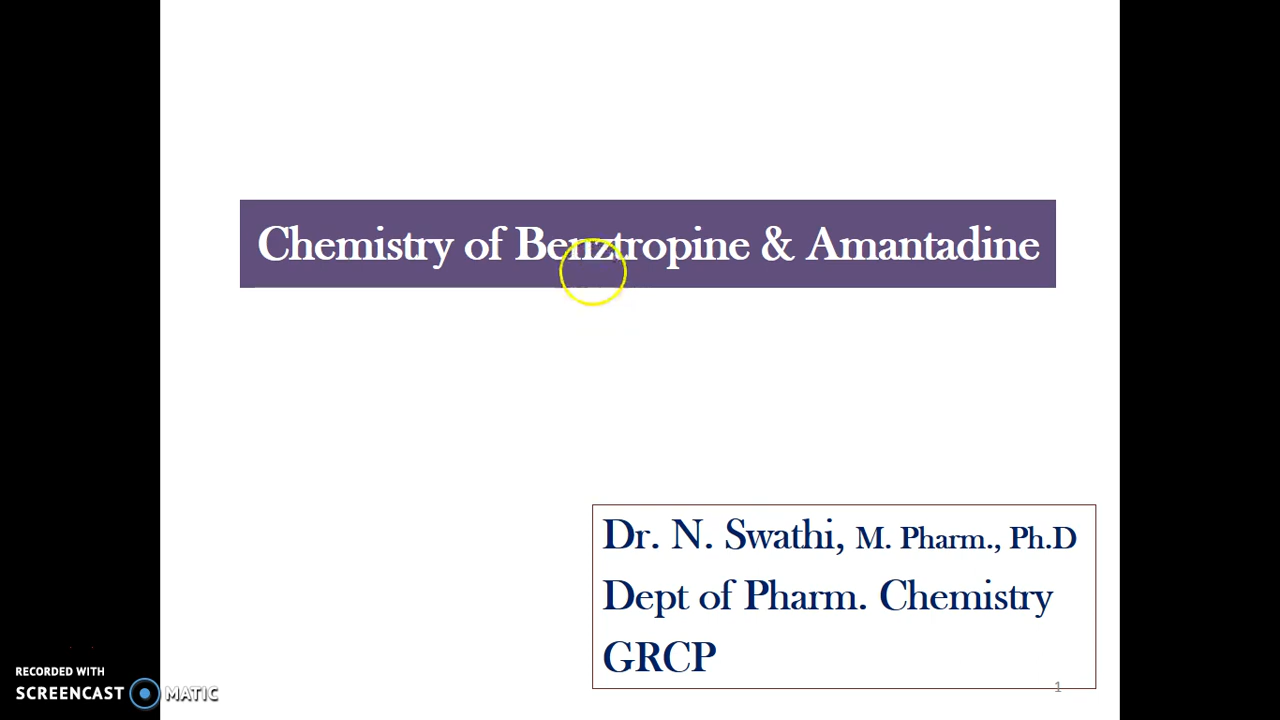 Chemistry of Benztropine & Amantadine
Dr. N. Swathi, M. Pharm., Ph.D
Dept of Pharm. Chemistry
GRCP
1
RECORDED WITH
SCREENCAST MATIC